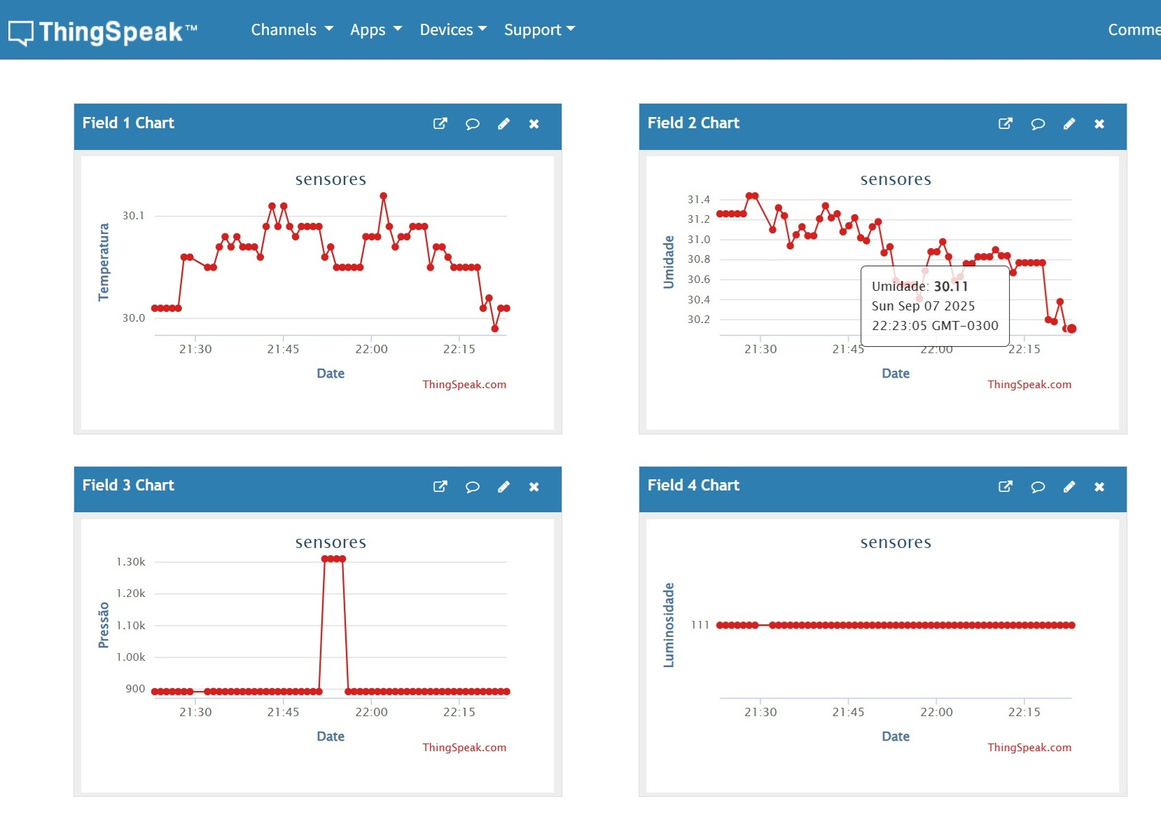 ThingSpeak™ Channels Apps Devices Support Comme
Field 1 Chart
sensores
Temperatura
30.1
30.0
21:30 21:45 22:00 22:15
Date
ThingSpeak.com
Field 2 Chart
sensores
Umidade
31.4
31.2
31.0
30.8
30.6
30.4
30.2
Umidade: 30.11
Sun Sep 07 2025
22:23:05 GMT-0300
21:30 21:45 22:00 22:15
Date
ThingSpeak.com
Field 3 Chart
sensores
Pressão
1.30k
1.20k
1.10k
1.00k
900
21:30 21:45 22:00 22:15
Date
ThingSpeak.com
Field 4 Chart
sensores
Luminosidade
111
21:30 21:45 22:00 22:15
Date
ThingSpeak.com